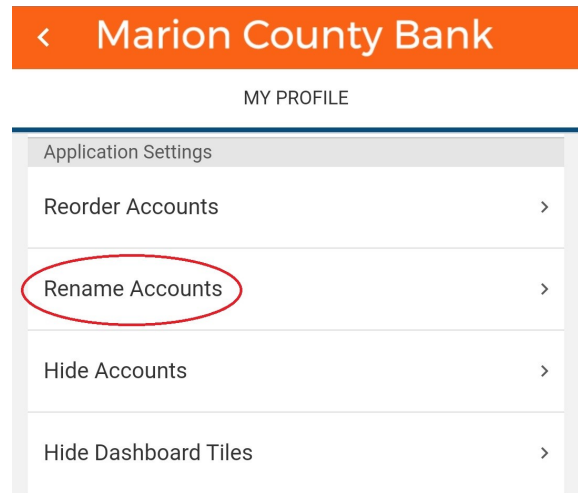 Marion County Bank
MY PROFILE
Application Settings
Reorder Accounts
Rename Accounts
Hide Accounts
Hide Dashboard Tiles